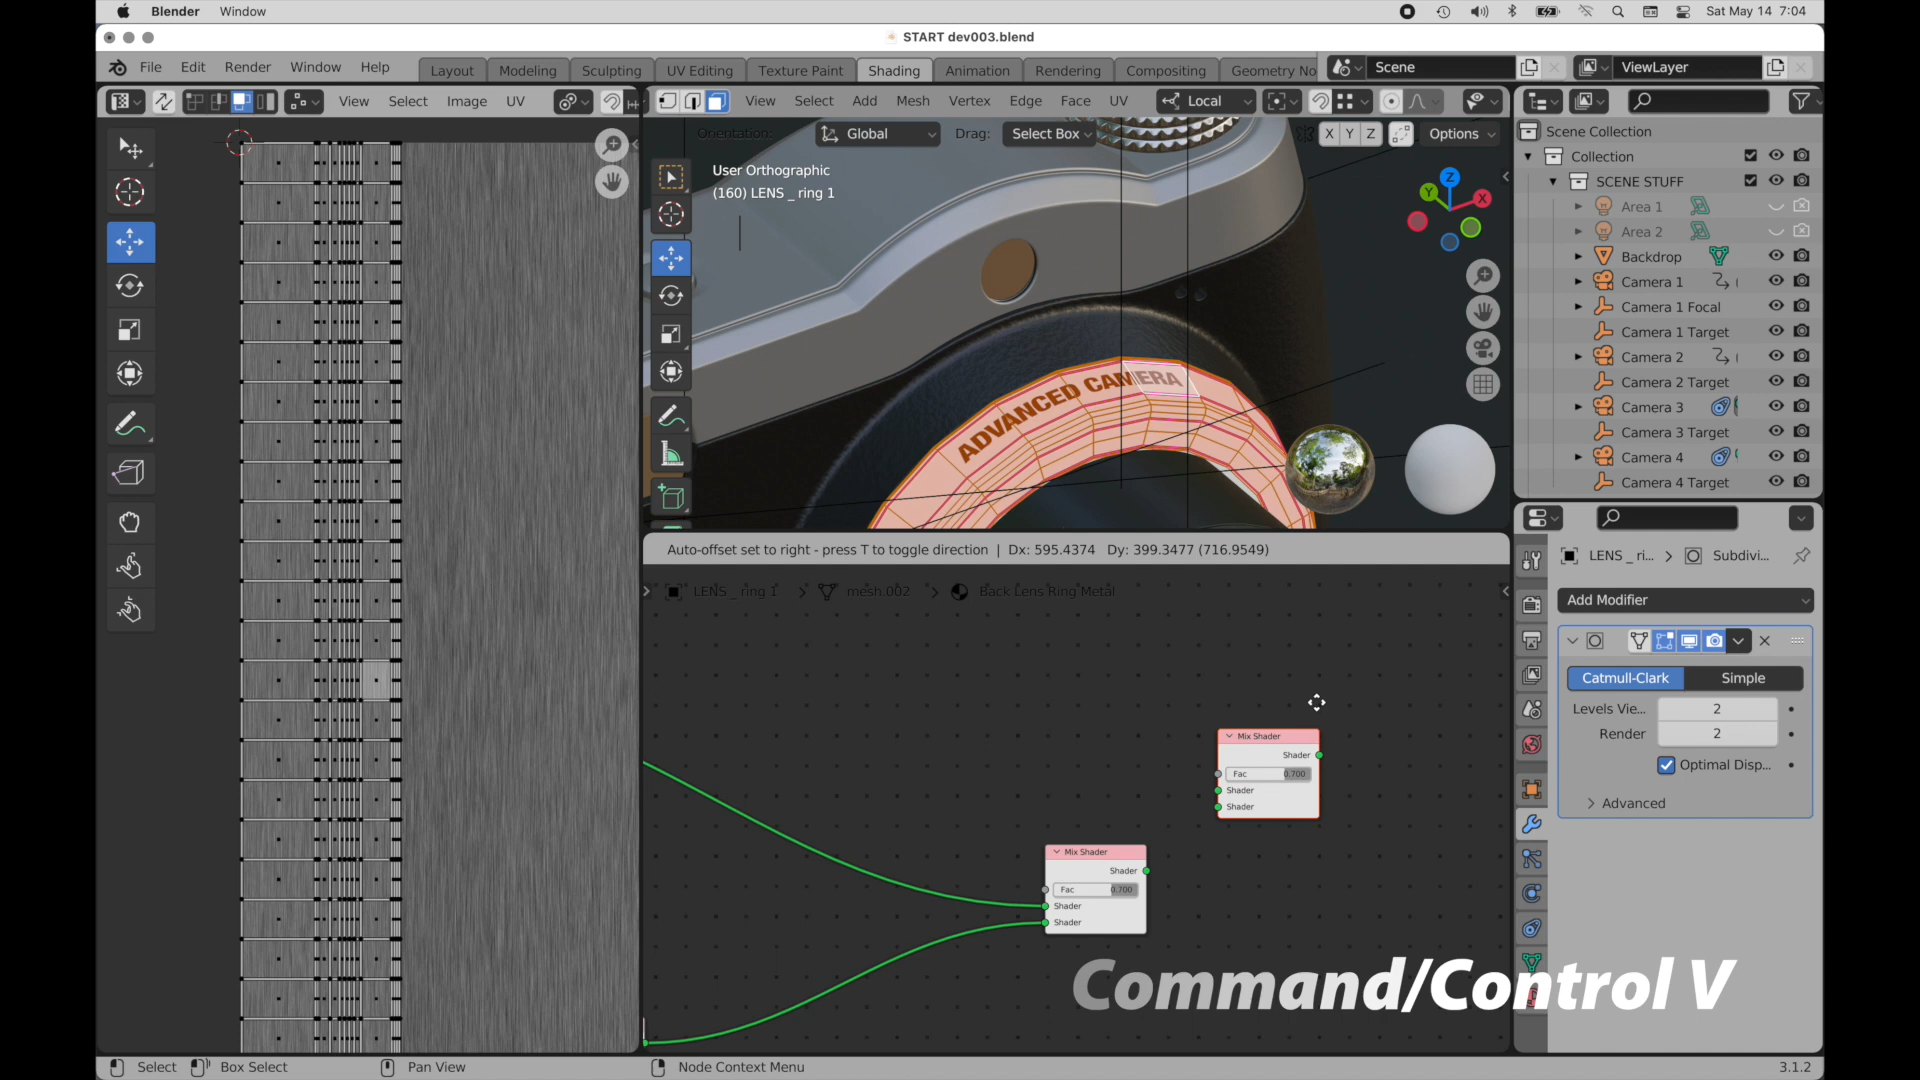 Blender Window Sat May 14 7:04
START dev003.blend
File Edit Render Window Help Layout Modeling Sculpting UV Editing Texture Paint Shading Animation Rendering Compositing Geometry No Scene ViewLayer
View Select Image UV View Select Add Mesh Vertex Edge Face UV Local
Orientation: Global Drag: Select Box X Y Z Options
User Orthographic
(160) LENS _ ring 1
Z
Y
X
ADVANCED CAMERA
Scene Collection
Collection
SCENE STUFF
Area 1
Area 2
Backdrop
Camera 1
Camera 1 Focal
Camera 1 Target
Camera 2
Camera 2 Target
Camera 3
Camera 3 Target
Camera 4
Camera 4 Target
Auto-offset set to right - press T to toggle direction | Dx: 595.4374 Dy: 399.3477 (716.9549)
LENS _ ring 1 > mesh.002 > Back Lens Ring Metal
Mix Shader
Shader
Fac 0.700
Shader
Shader
Mix Shader
Shader
Fac 0.700
Shader
Shader
LENS _ ri... > Subdivi...
Add Modifier
Catmull-Clark Simple
Levels Vie... 2
Render 2
Optimal Disp...
Advanced
Command/Control V
Select Box Select Pan View Node Context Menu 3.1.2